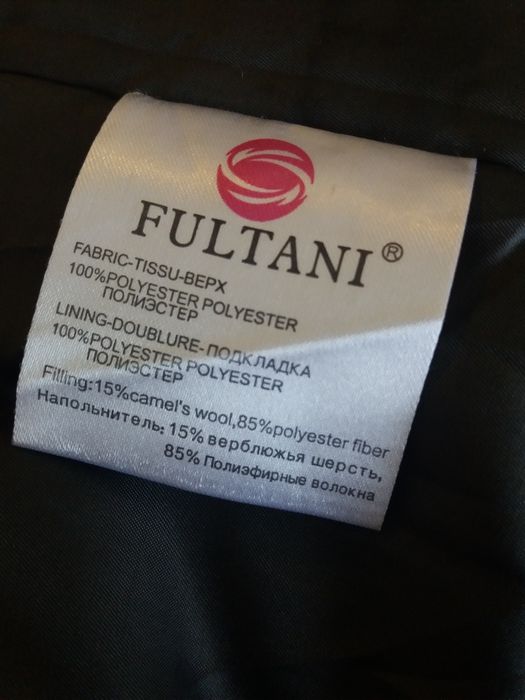 FULTANI®
FABRIC-TISSU-ВЕРХ
100%POLYESTER POLYESTER
ПОЛИЭСТЕР
LINING-DOUBLURE-ПОДКЛАДКА
100%POLYESTER POLYESTER
ПОЛИЭСТЕР
Filling:15%camel's wool,85%polyester fiber
Напольнитель: 15% верблюжья шерсть,
85% Полиэфирные волокна